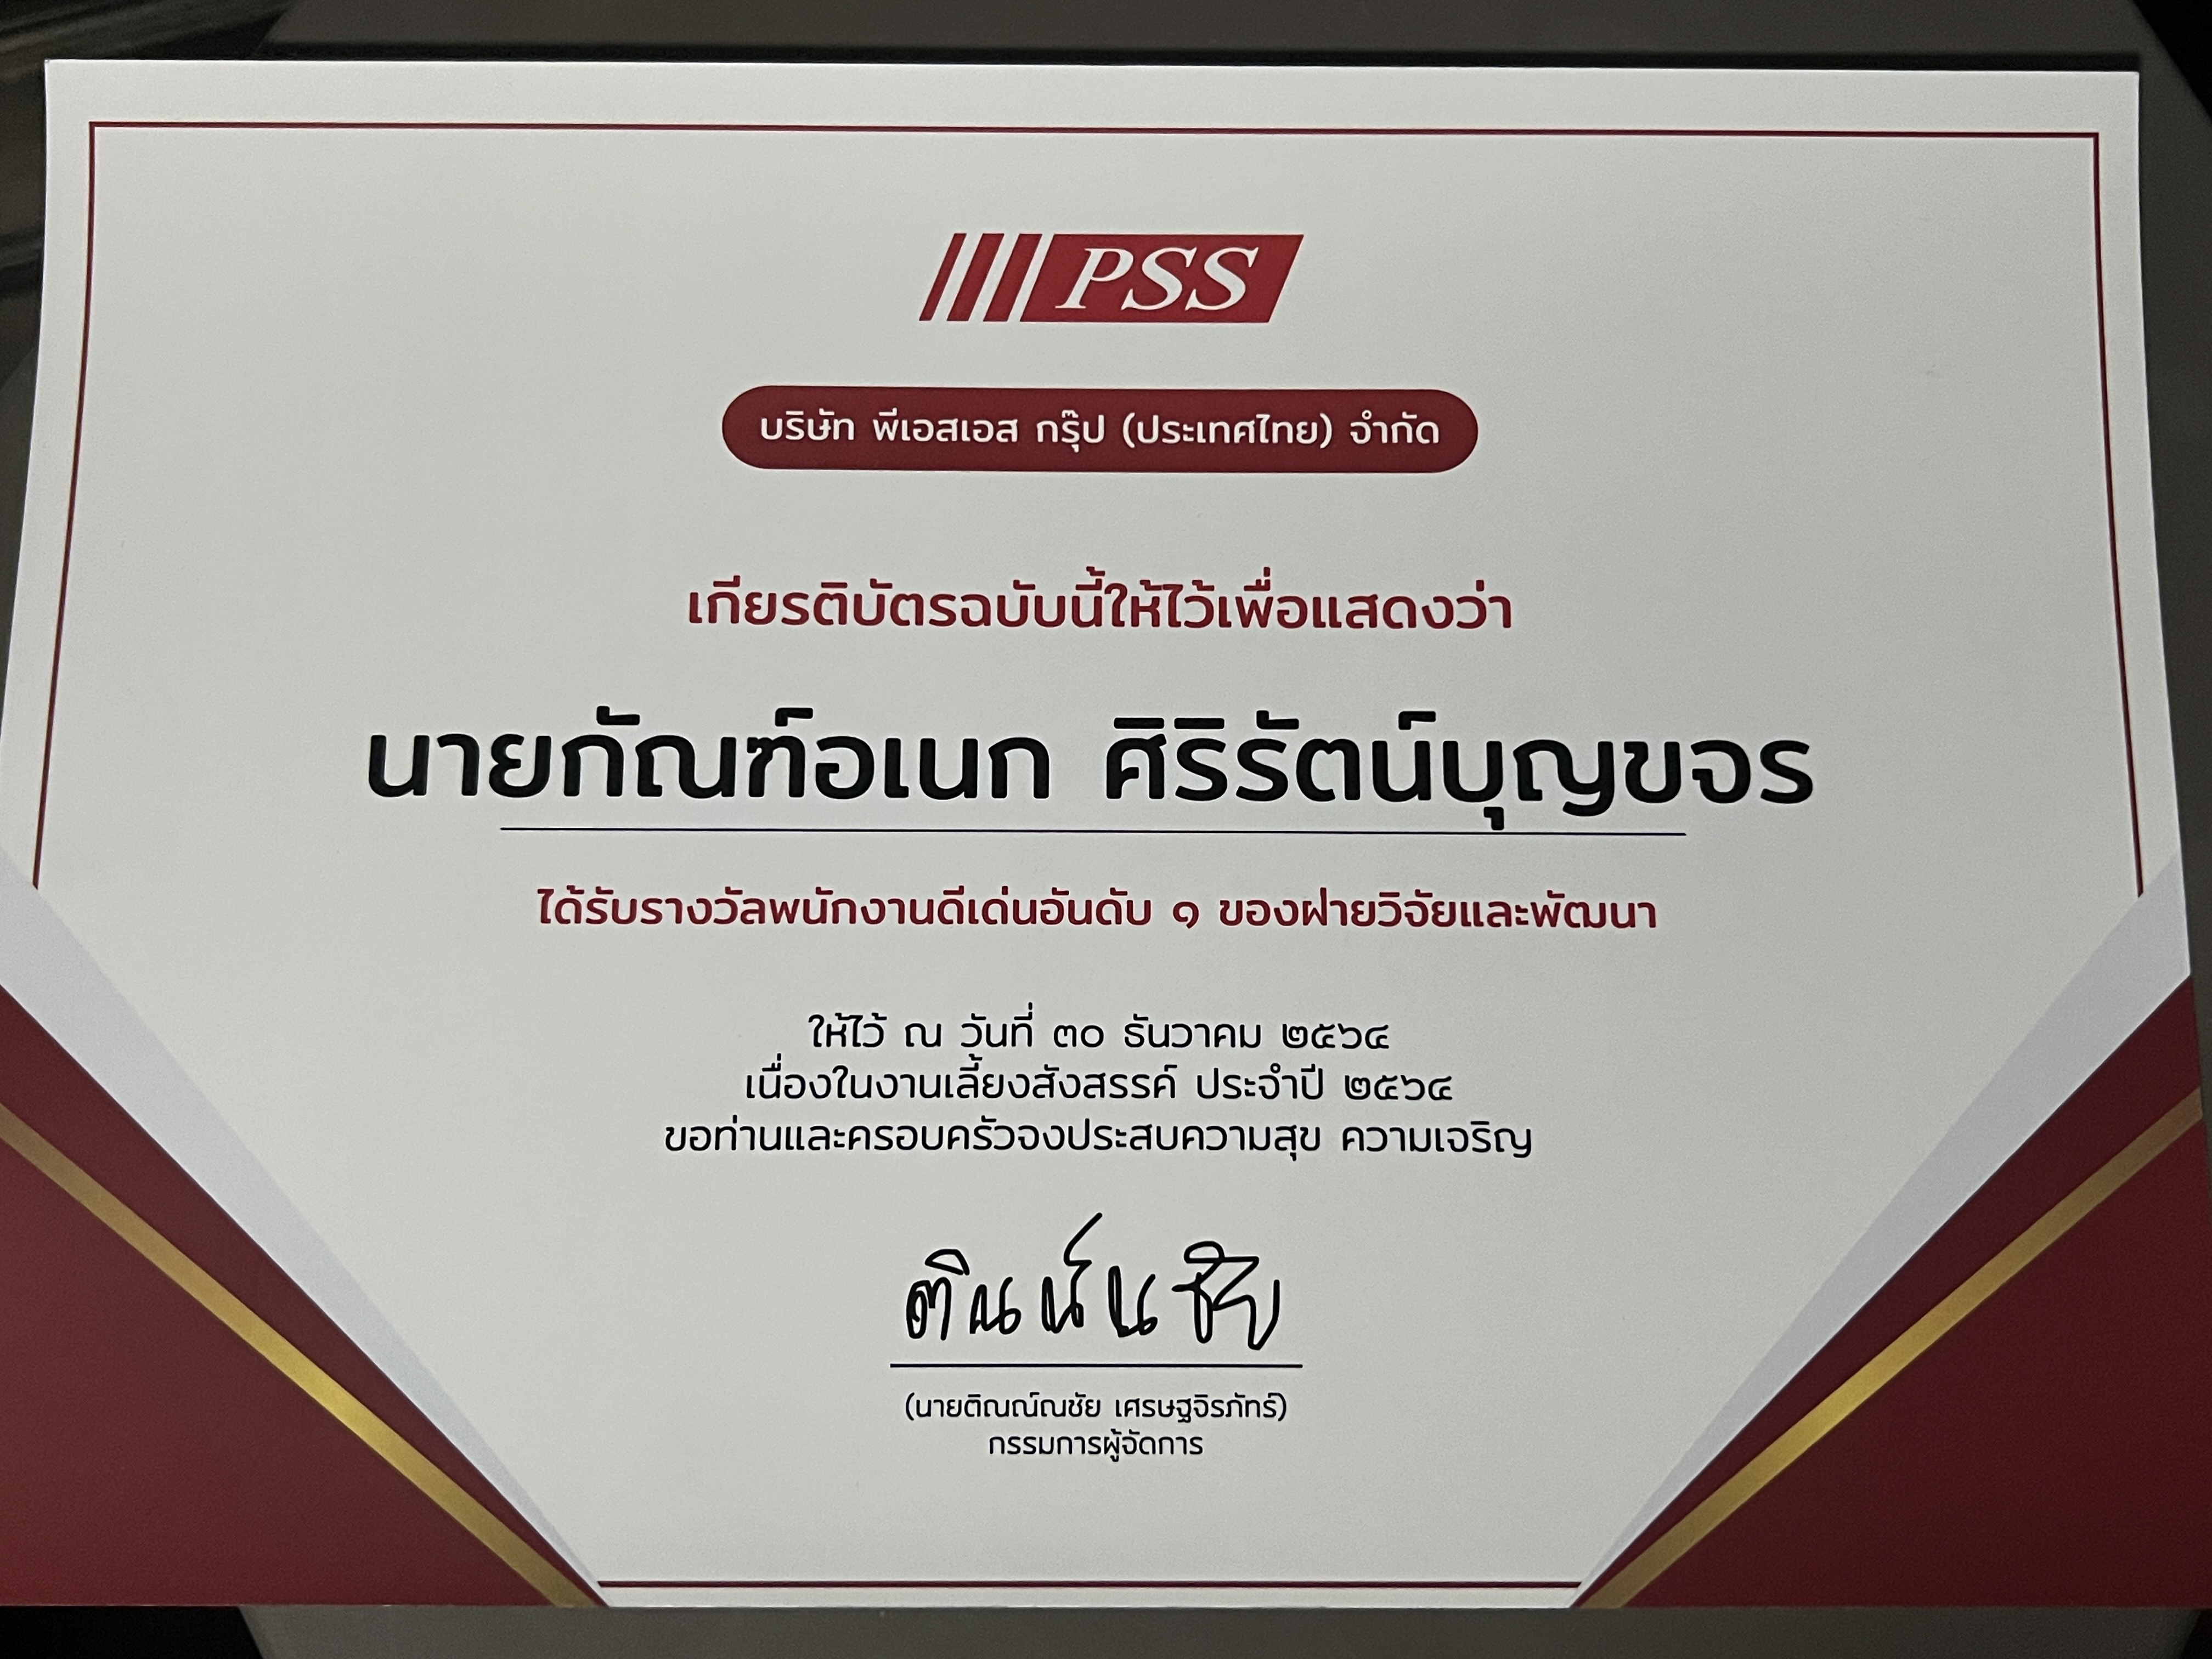 PSS
บริษัท พีเอสเอส กรุ๊ป (ประเทศไทย) จำกัด
เกียรติบัตรฉบับนี้ให้ไว้เพื่อแสดงว่า
นายกัณฑ์อเนก ศิริรัตน์บุญขจร
ได้รับรางวัลพนักงานดีเด่นอันดับ ๑ ของฝ่ายวิจัยและพัฒนา
ให้ไว้ ณ วันที่ ๓๐ ธันวาคม ๒๕๖๔
เนื่องในงานเลี้ยงสังสรรค์ ประจำปี ๒๕๖๔
ขอท่านและครอบครัวจงประสบความสุข ความเจริญ
(นายติณณ์ณชัย เศรษฐจิรภัทร์)
กรรมการผู้จัดการ